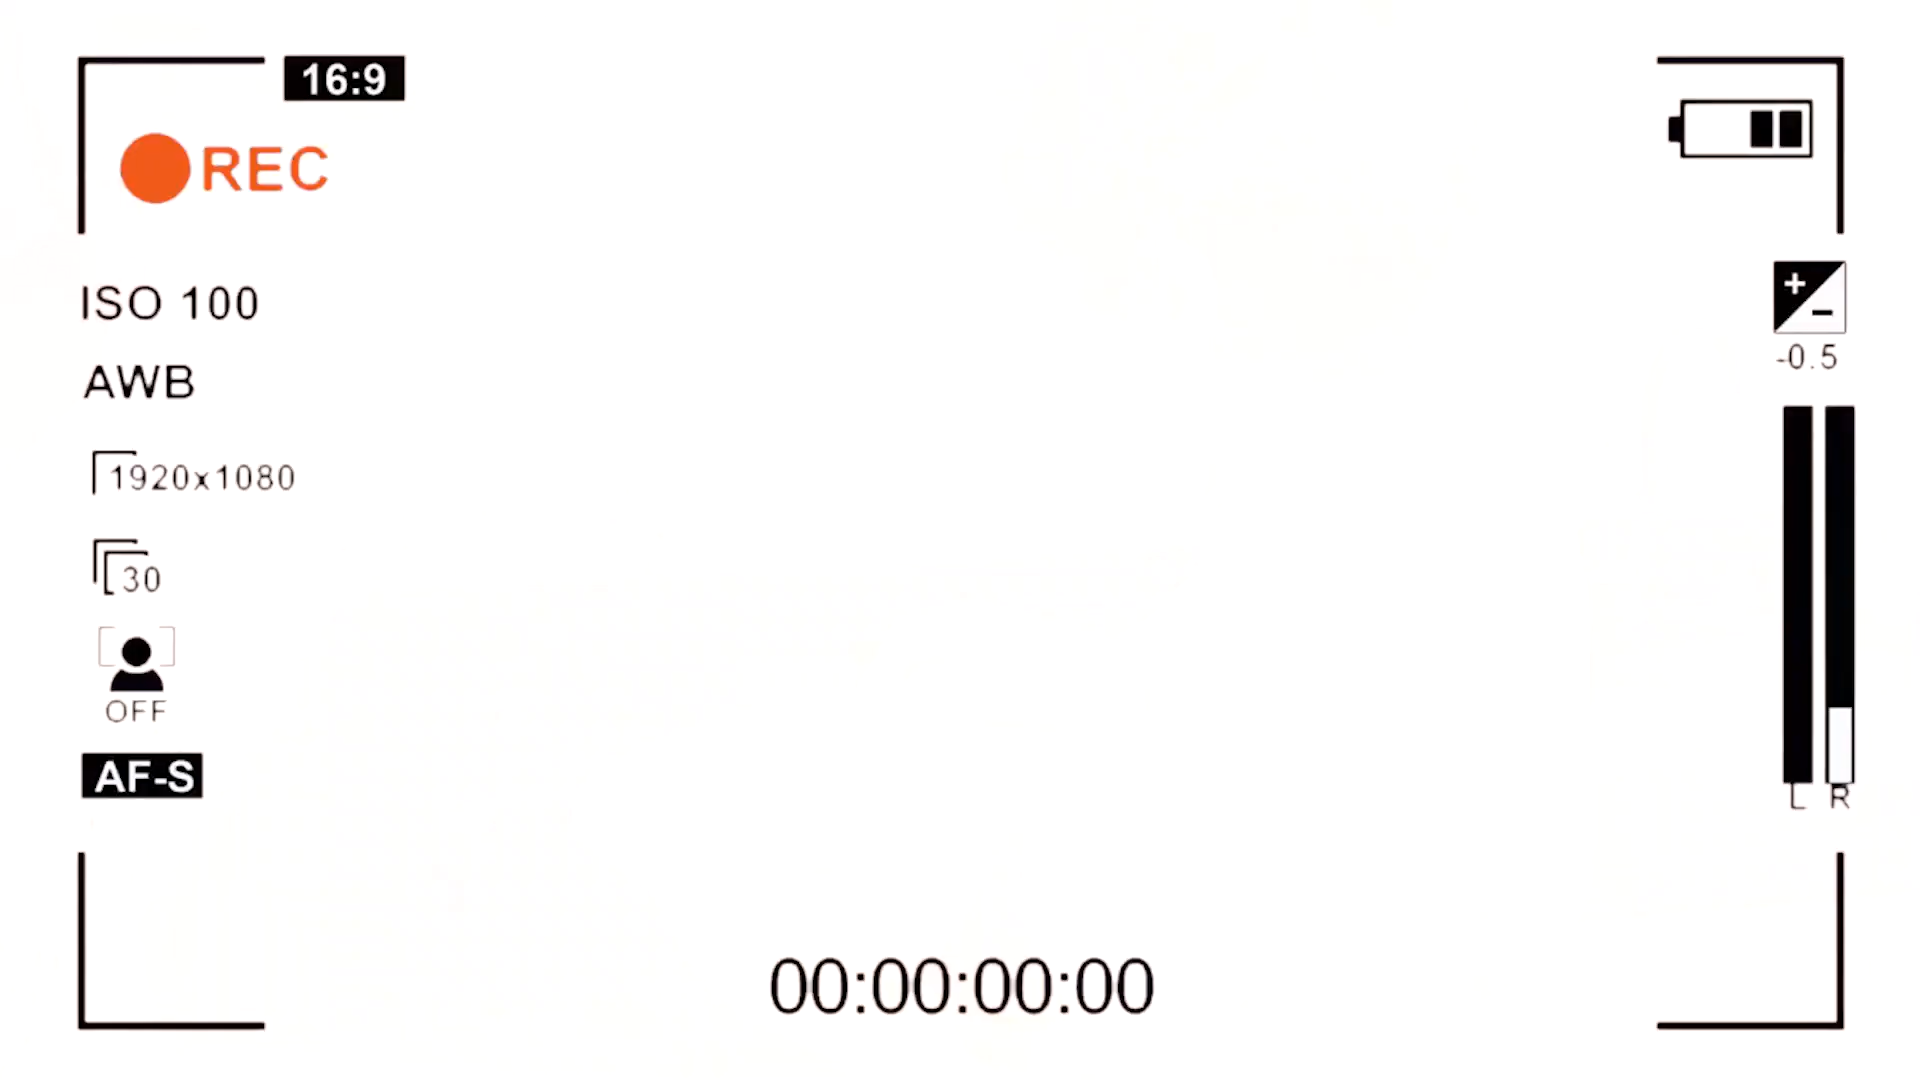 16:9
REC
ISO 100
AWB
1920x1080
30
OFF
AF-S
+
-
-0.5
L R
00:00:00:00